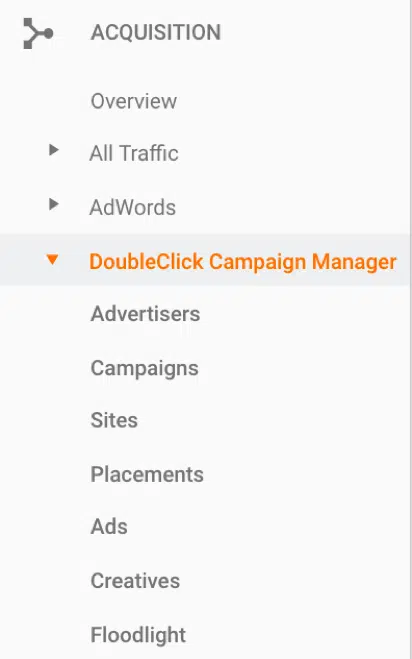 ACQUISITION
Overview
All Traffic
AdWords
DoubleClick Campaign Manager
Advertisers
Campaigns
Sites
Placements
Ads
Creatives
Floodlight